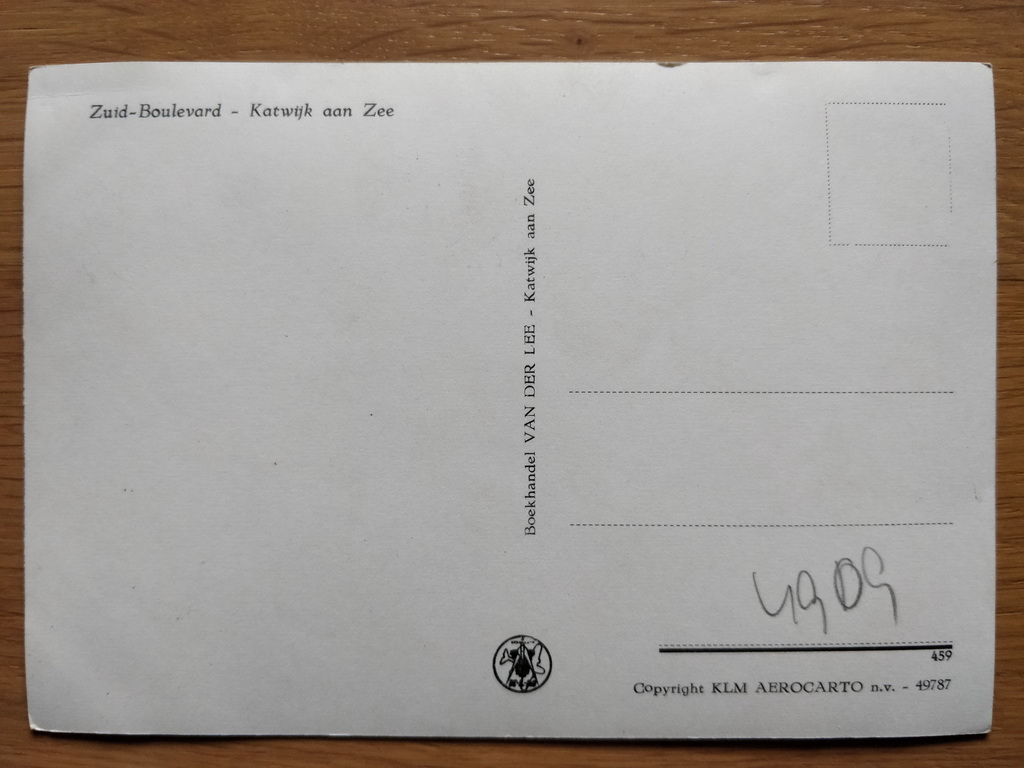 Zuid-Boulevard - Katwijk aan Zee
Boekhandel VAN DER LEE - Katwijk aan Zee
4909
459
Copyright KLM AEROCARTO n.v. - 49787